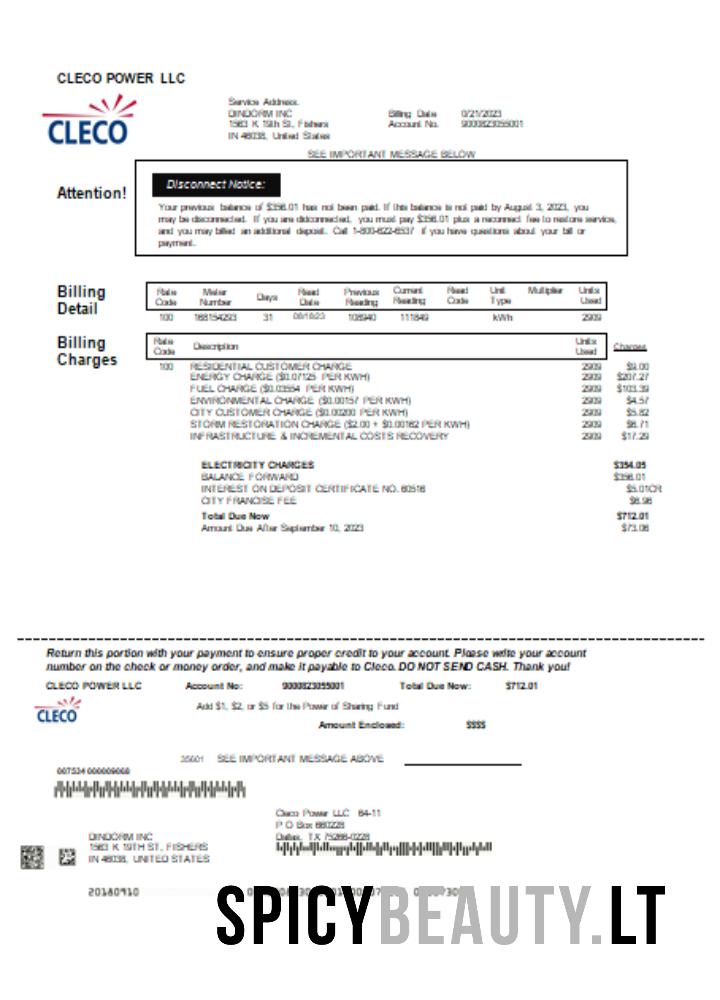 CLECO POWER LLC
CLECO
Service Address.
DINDORM INC
1563 K 19th St., Fishers
IN 46038, United States
Billing Date 0/21/2023
Account No. 9000823055001
SEE IMPORTANT MESSAGE BELOW
Attention!
Disconnect Notice:
Your previous balance of $356.01 has not been paid. If this balance is not paid by August 3, 2023, you
may be disconnected. If you are didconnected, you must pay $356.01 plus a reconnect fee to restore service,
and you may billed an additional deposit. Call 1-800-622-6537 if you have questions about your bill or
payment.
Billing
Detail
Rate Code Meter Number Days Read Date Previous Reading Current Reading Read Code Unit Type Multiplier Units Used
100 168154293 31 08/18/23 108940 111849 kWh 2909
Billing
Charges
Rate Code Description Units Used Charges
100 RESIDENTIAL CUSTOMER CHARGE 2909 $9.00
ENERGY CHARGE ($0.07125 PER KWH) 2909 $207.27
FUEL CHARGE ($0.03554 PER KWH) 2909 $103.39
ENVIRONMENTAL CHARGE ($0.00157 PER KWH) 2909 $4.57
CITY CUSTOMER CHARGE ($0.00200 PER KWH) 2909 $5.82
STORM RESTORATION CHARGE ($2.00 + $0.00162 PER KWH) 2909 $6.71
INFRASTRUCTURE & INCREMENTAL COSTS RECOVERY 2909 $17.29
ELECTRICITY CHARGES $354.05
BALANCE FORWARD $356.01
INTEREST ON DEPOSIT CERTIFICATE NO. 60516 $5.01CR
CITY FRANCISE FEE $6.96
Total Due Now $712.01
Amount Due After September 10, 2023 $73.06
Return this portion with your payment to ensure proper credit to your account. Please write your account
number on the check or money order, and make it payable to Cleco. DO NOT SEND CASH. Thank you!
CLECO POWER LLC Account No: 9000823055001 Total Due Now: $712.01
CLECO
Add $1, $2, or $5 for the Power of Sharing Fund
Amount Enclosed: $$$$
35601 SEE IMPORTANT MESSAGE ABOVE
007534 000009068
Cleco Power LLC 64-11
P O Box 660228
Dallas, TX 75266-0228
DINDORM INC
1563 K 19TH ST, FISHERS
IN 46038, UNITED STATES
20180910
SPICYBEAUTY.LT